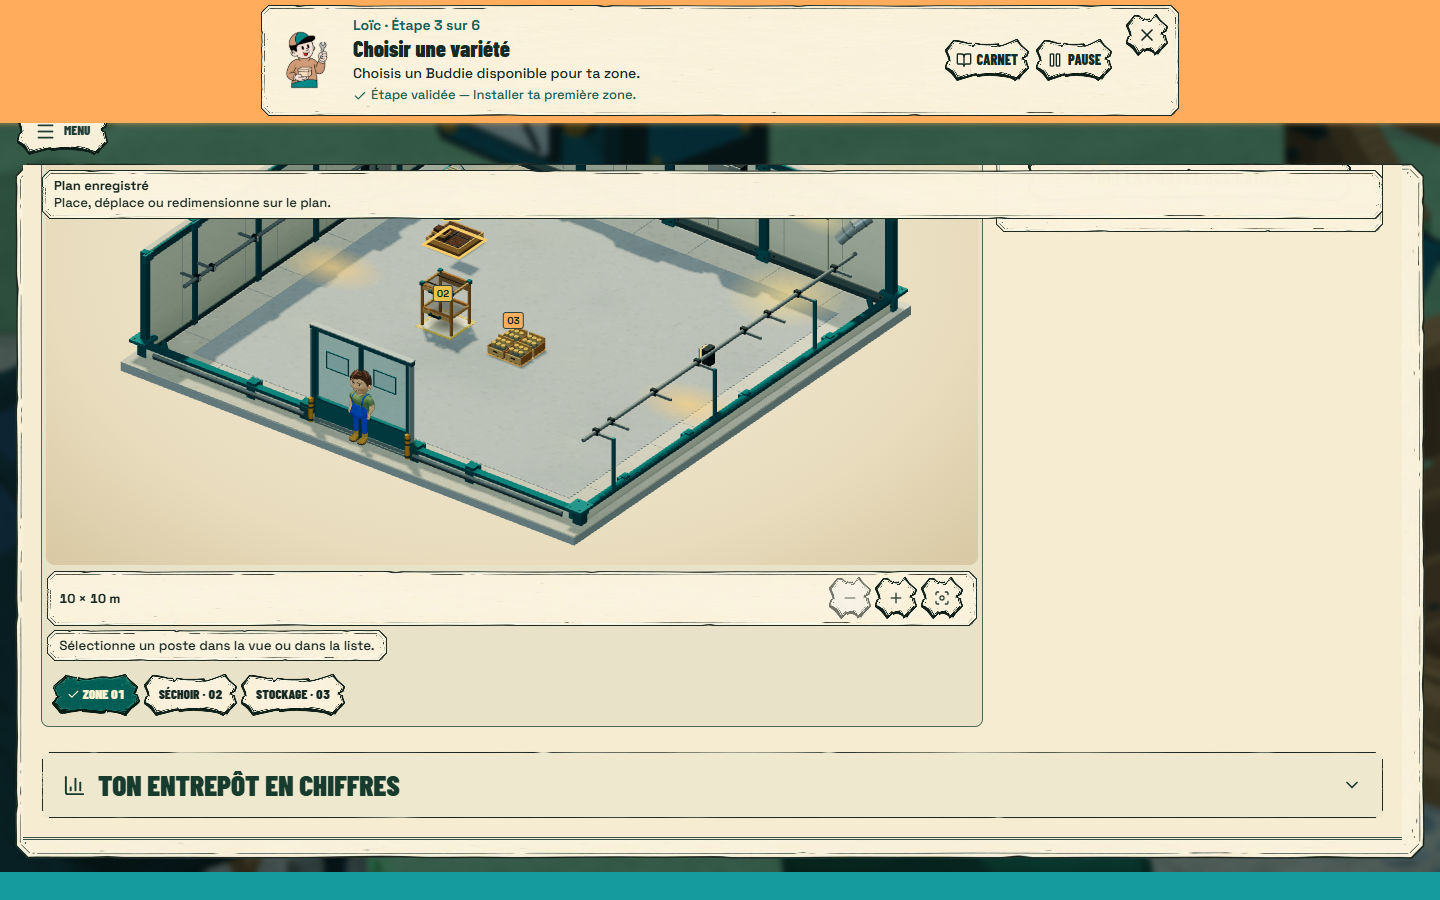 Loïc · Étape 3 sur 6
Choisir une variété
Choisis un Buddie disponible pour ta zone.
Étape validée — Installer ta première zone.
CARNET
PAUSE
MENU
Plan enregistré
Place, déplace ou redimensionne sur le plan.
02
03
10 × 10 m
Sélectionne un poste dans la vue ou dans la liste.
ZONE 01
SÉCHOIR · 02
STOCKAGE · 03
TON ENTREPÔT EN CHIFFRES